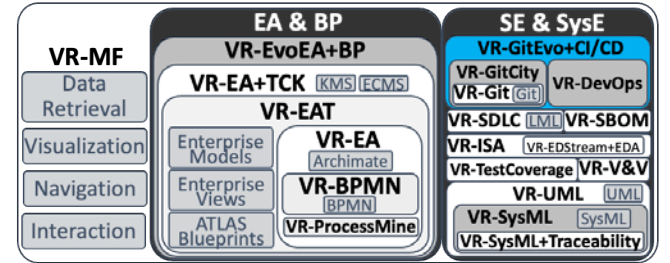 VR-MF
Data
Retrieval
Visualization
Navigation
Interaction
EA & BP
VR-EvoEA+BP
VR-EA+TCK KMS ECMS
VR-EAT
Enterprise
Models
Enterprise
Views
ATLAS
Blueprints
VR-EA
Archimate
VR-BPMN
BPMN
VR-ProcessMine
SE & SysE
VR-GitEvo+CI/CD
VR-GitCity
VR-Git Git
VR-DevOps
VR-SDLC LML VR-SBOM
VR-ISA VR-EDStream+EDA
VR-TestCoverage VR-V&V
VR-UML UML
VR-SysML SysML
VR-SysML+Traceability